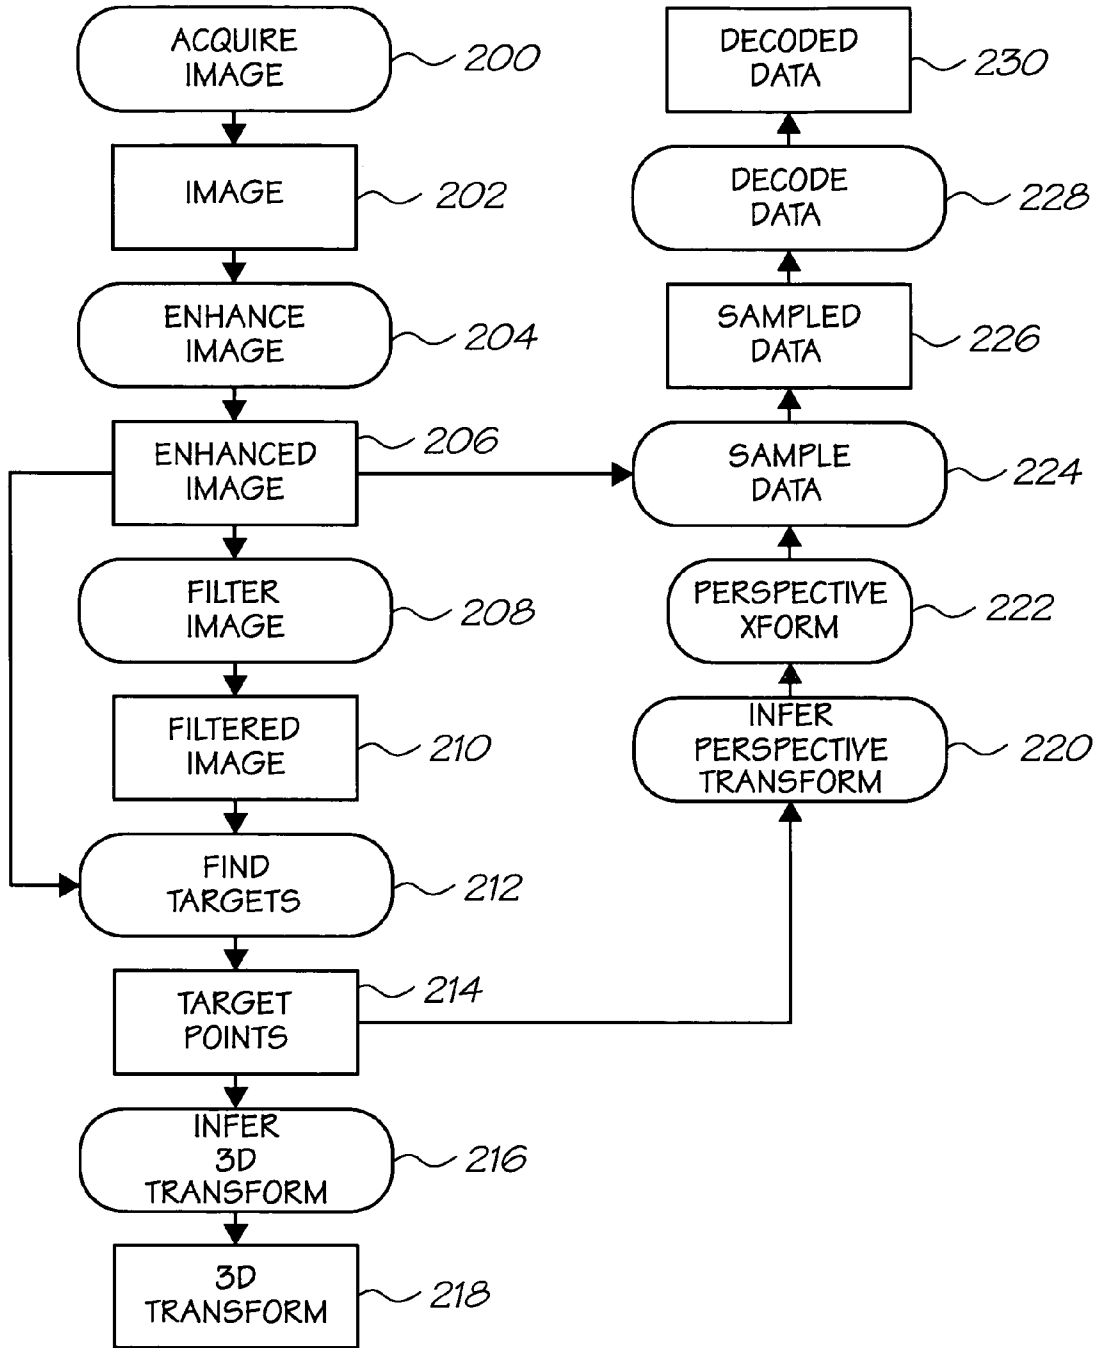 ACQUIRE
IMAGE
200
IMAGE
202
ENHANCE
IMAGE
204
ENHANCED
IMAGE
206
FILTER
IMAGE
208
FILTERED
IMAGE
210
FIND
TARGETS
212
TARGET
POINTS
214
INFER
3D
TRANSFORM
216
3D
TRANSFORM
218
DECODED
DATA
230
DECODE
DATA
228
SAMPLED
DATA
226
SAMPLE
DATA
224
PERSPECTIVE
XFORM
222
INFER
PERSPECTIVE
TRANSFORM
220